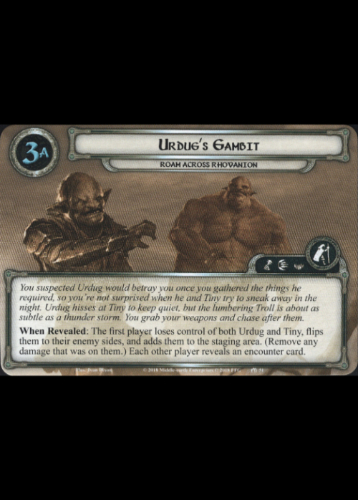 3A
Urdug's Gambit
Roam Across Rhovanion
You suspected Urdug would betray you once you gathered the things he
required, so you're not surprised when he and Tiny try to sneak away in the
night. Urdug hisses at Tiny to keep quiet, but the lumbering Troll is about as
subtle as a thunder storm. You grab your weapons and chase after them.
When Revealed: The first player loses control of both Urdug and Tiny, flips
them to their enemy sides, and adds them to the staging area. (Remove any
damage that was on them.) Each other player reveals an encounter card.